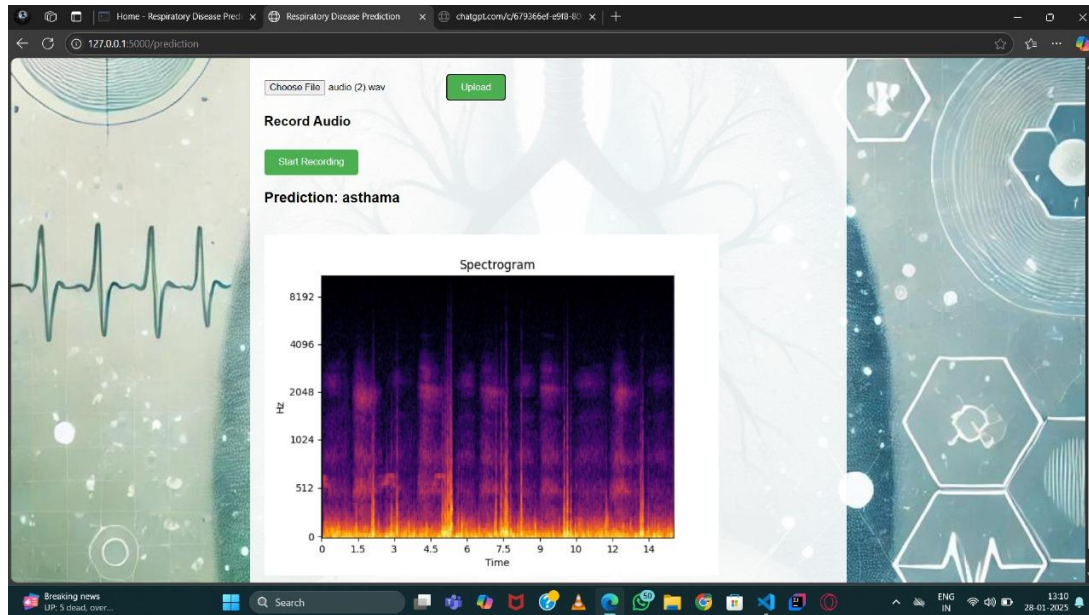 Home - Respiratory Disease Predi
Respiratory Disease Prediction
chatgpt.com/c/679366ef-e9f8-80
127.0.0.1:5000/prediction
Choose File audio (2).wav
Upload
Record Audio
Start Recording
Prediction: asthama
Spectrogram
8192
4096
2048
1024
512
0
Hz
0 1.5 3 4.5 6 7.5 9 10 12 14
Time
Breaking news
UP: 5 dead, over...
Search
50
ENG
IN
13:10
28-01-2025